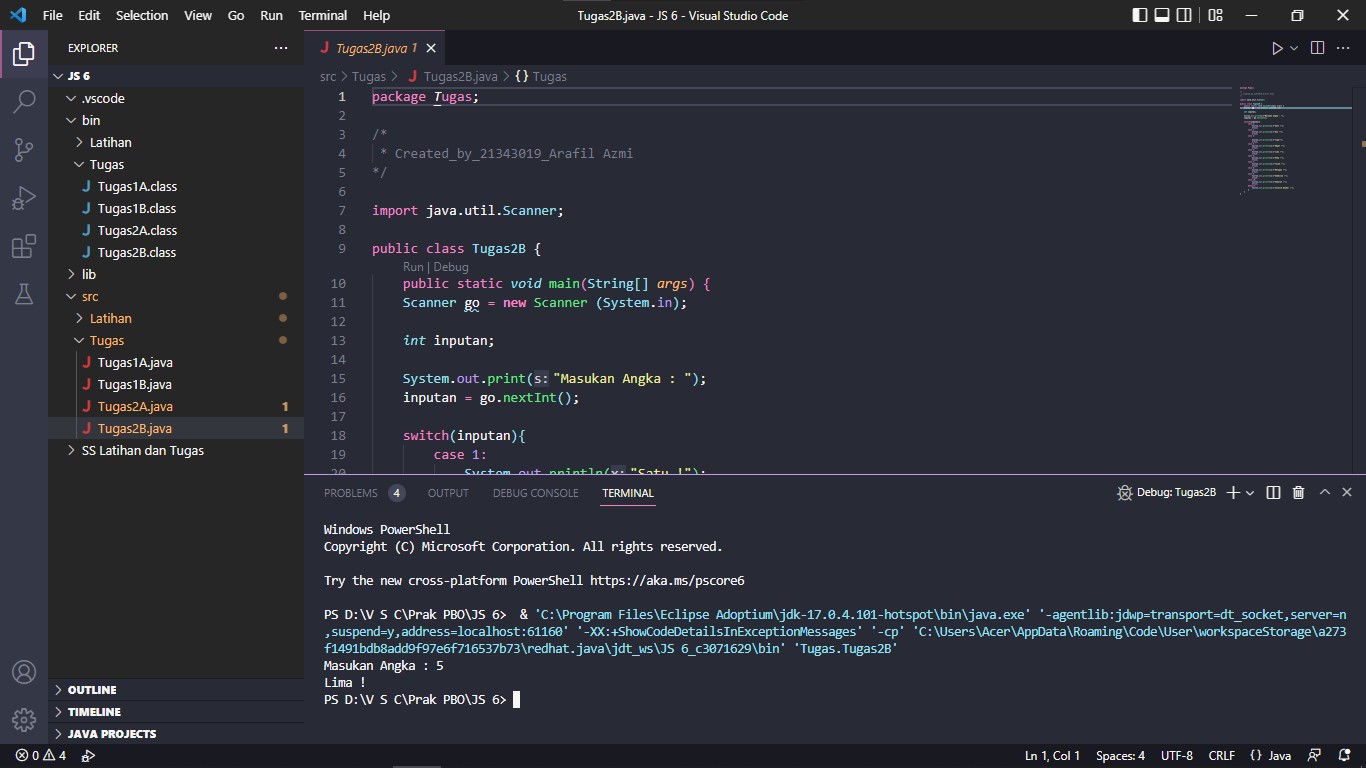 File Edit Selection View Go Run Terminal Help Tugas2B.java - JS 6 - Visual Studio Code
EXPLORER
JS 6
.vscode
bin
Latihan
Tugas
Tugas1A.class
Tugas1B.class
Tugas2A.class
Tugas2B.class
lib
src
Latihan
Tugas
Tugas1A.java
Tugas1B.java
Tugas2A.java 1
Tugas2B.java 1
SS Latihan dan Tugas
OUTLINE
TIMELINE
JAVA PROJECTS
Tugas2B.java 1
src > Tugas > Tugas2B.java > {} Tugas
1 package Tugas;
2
3 /*
4 * Created_by_21343019_Arafil Azmi
5 */
6
7 import java.util.Scanner;
8
9 public class Tugas2B {
Run | Debug
10 public static void main(String[] args) {
11 Scanner go = new Scanner (System.in);
12
13 int inputan;
14
15 System.out.print(s: "Masukan Angka : ");
16 inputan = go.nextInt();
17
18 switch(inputan){
19 case 1:
20 System.out.println(x: "Satu !");
PROBLEMS 4 OUTPUT DEBUG CONSOLE TERMINAL Debug: Tugas2B
Windows PowerShell
Copyright (C) Microsoft Corporation. All rights reserved.
Try the new cross-platform PowerShell https://aka.ms/pscore6
PS D:\V S C\Prak PBO\JS 6>  & 'C:\Program Files\Eclipse Adoptium\jdk-17.0.4.101-hotspot\bin\java.exe' '-agentlib:jdwp=transport=dt_socket,server=n
,suspend=y,address=localhost:61160' '-XX:+ShowCodeDetailsInExceptionMessages' '-cp' 'C:\Users\Acer\AppData\Roaming\Code\User\workspaceStorage\a273
f1491bdb8add9f97e6f716537b73\redhat.java\jdt_ws\JS 6_c3071629\bin' 'Tugas.Tugas2B'
Masukan Angka : 5
Lima !
PS D:\V S C\Prak PBO\JS 6>
0 4 Ln 1, Col 1 Spaces: 4 UTF-8 CRLF {} Java